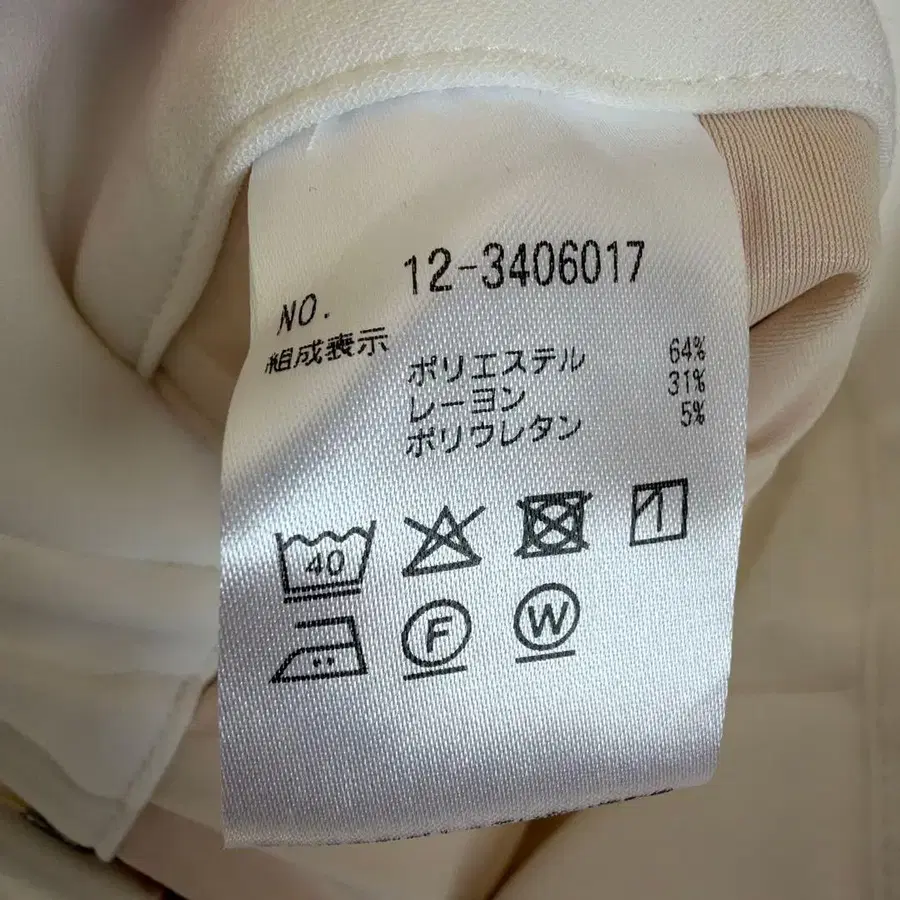 NO. 12-3406017
組成表示
ポリエステル 64%
レーヨン 31%
ポリウレタン 5%
40
F W